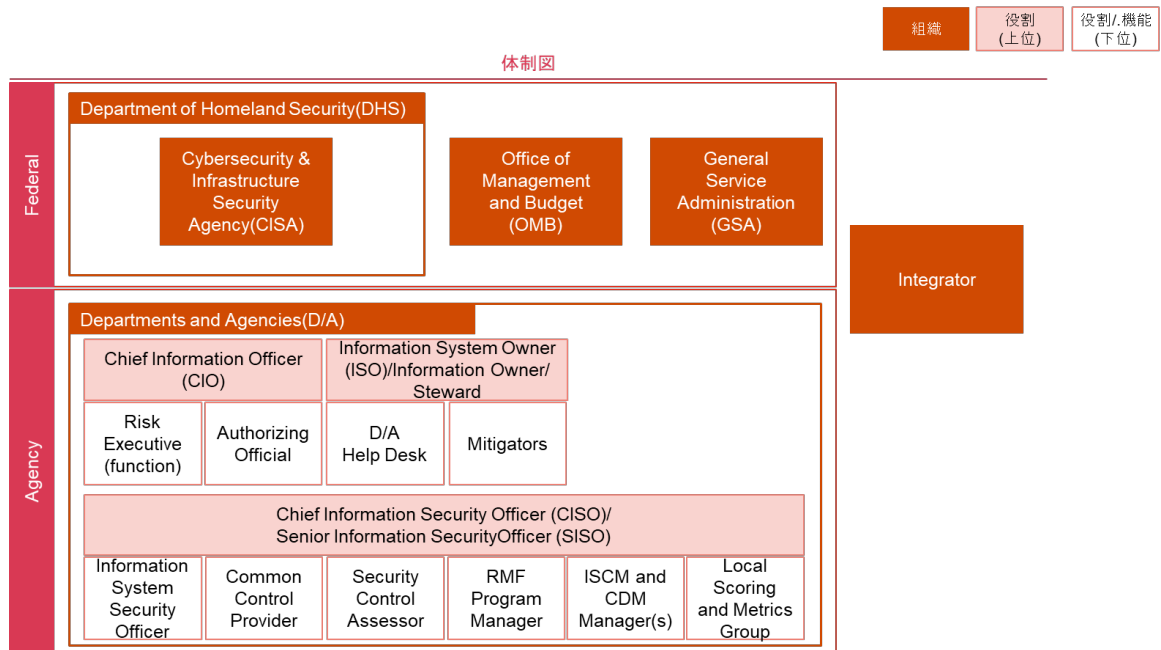 組織
役割
(上位)
役割/.機能
(下位)
体制図
Federal
Department of Homeland Security(DHS)
Cybersecurity &
Infrastructure
Security
Agency(CISA)
Office of
Management
and Budget
(OMB)
General
Service
Administration
(GSA)
Integrator
Agency
Departments and Agencies(D/A)
Chief Information Officer
(CIO)
Information System Owner
(ISO)/Information Owner/
Steward
Risk
Executive
(function)
Authorizing
Official
D/A
Help Desk
Mitigators
Chief Information Security Officer (CISO)/
Senior Information SecurityOfficer (SISO)
Information
System
Security
Officer
Common
Control
Provider
Security
Control
Assessor
RMF
Program
Manager
ISCM and
CDM
Manager(s)
Local
Scoring
and Metrics
Group